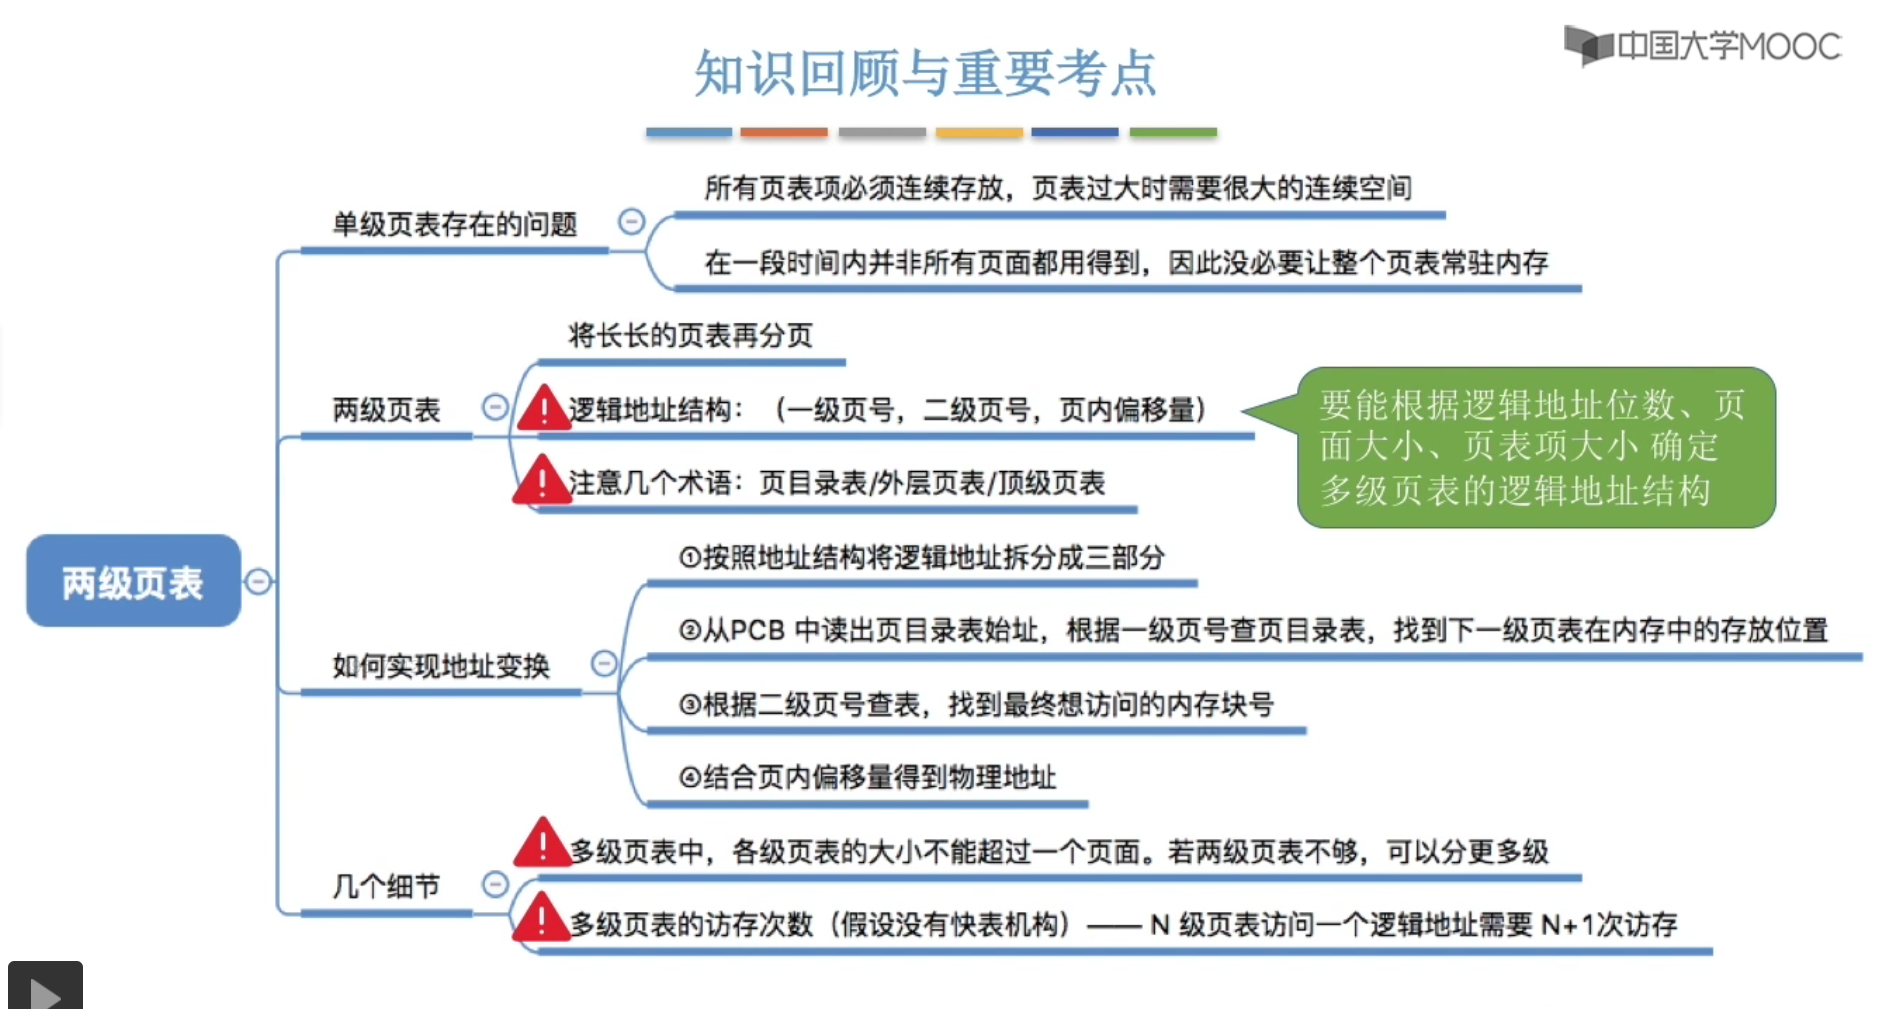 中国大学MOOC
知识回顾与重要考点
两级页表
单级页表存在的问题
所有页表项必须连续存放，页表过大时需要很大的连续空间
在一段时间内并非所有页面都用得到，因此没必要让整个页表常驻内存
两级页表
将长长的页表再分页
逻辑地址结构：（一级页号，二级页号，页内偏移量）
要能根据逻辑地址位数、页
面大小、页表项大小 确定
多级页表的逻辑地址结构
注意几个术语：页目录表/外层页表/顶级页表
如何实现地址变换
①按照地址结构将逻辑地址拆分成三部分
②从PCB 中读出页目录表始址，根据一级页号查页目录表，找到下一级页表在内存中的存放位置
③根据二级页号查表，找到最终想访问的内存块号
④结合页内偏移量得到物理地址
几个细节
多级页表中，各级页表的大小不能超过一个页面。若两级页表不够，可以分更多级
多级页表的访存次数（假设没有快表机构）—— N 级页表访问一个逻辑地址需要 N+1次访存